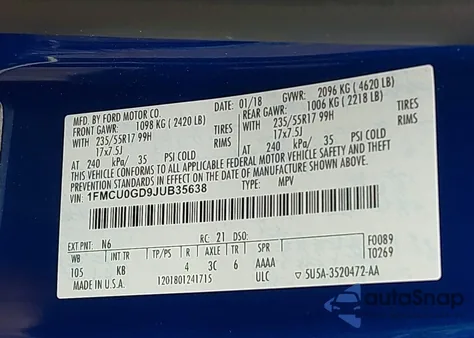 MFD. BY FORD MOTOR CO.
DATE: 01/18 GVWR: 2096 KG ( 4620 LB)
FRONT GAWR: 1098 KG ( 2420 LB) REAR GAWR: 1006 KG ( 2218 LB)
WITH 235/55R17 99H TIRES WITH 235/55R17 99H TIRES
17x7.5J RIMS 17x7.5J RIMS
AT 240 kPa/ 35 PSI COLD AT 240 kPa/ 35 PSI COLD
THIS VEHICLE CONFORMS TO ALL APPLICABLE FEDERAL MOTOR VEHICLE SAFETY AND THEFT
PREVENTION STANDARDS IN EFFECT ON THE DATE OF MANUFACTURE SHOWN ABOVE.
VIN: 1FMCU0GD9JUB35638 TYPE: MPV
EXT PNT: N6 RC: 21 DSO:
WB INT TR TP/PS R AXLE TR SPR F0089
105 KB 4 3C 6 AAAA T0269
MADE IN U.S.A. 1201801241715 ULC ▽ 5U5A-3520472-AA
autoSnap